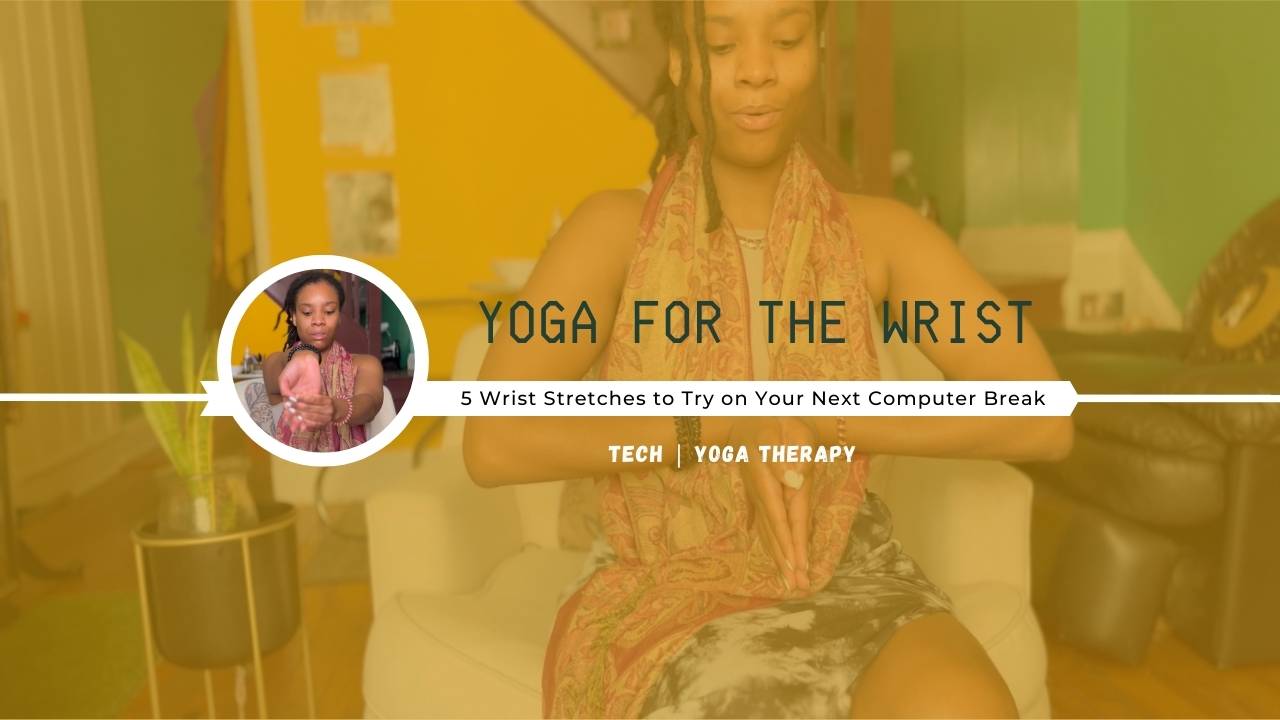 YOGA FOR THE WRIST
5 Wrist Stretches to Try on Your Next Computer Break
TECH | YOGA THERAPY